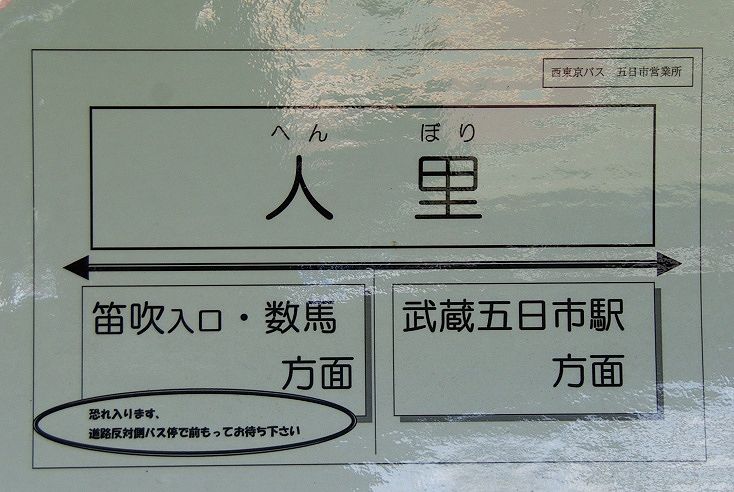 西東京バス　五日市営業所
へん　ぼり
人　里
笛吹入口・数馬
方面
武蔵五日市駅
方面
恐れ入ります、
道路反対側バス停で前もってお待ち下さい